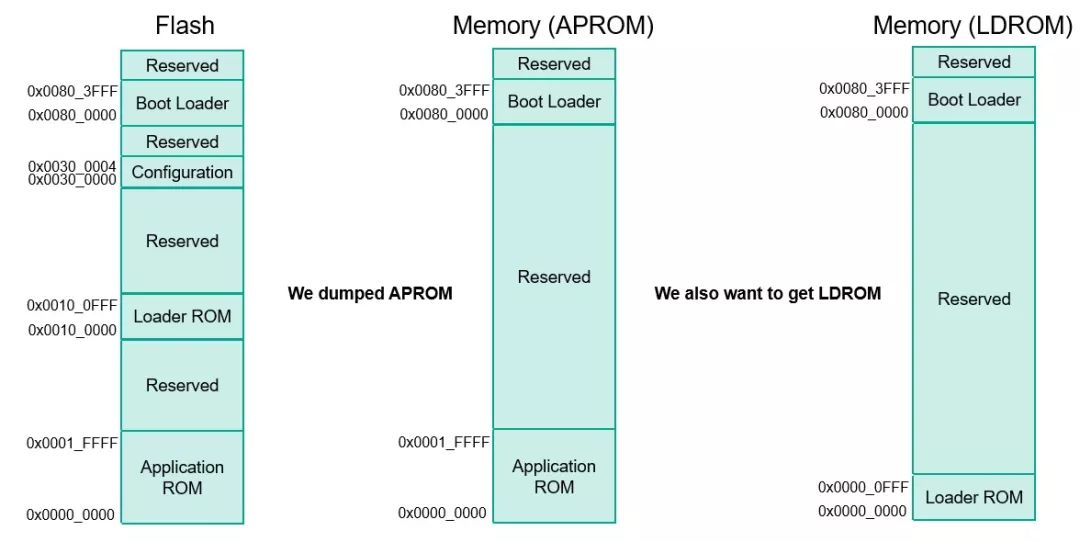 Flash
Reserved
0x0080_3FFF
Boot Loader
0x0080_0000
Reserved
0x0030_0004
Configuration
0x0030_0000
Reserved
0x0010_0FFF
Loader ROM
0x0010_0000
Reserved
0x0001_FFFF
Application
ROM
0x0000_0000
We dumped APROM
Memory (APROM)
Reserved
0x0080_3FFF
Boot Loader
0x0080_0000
Reserved
0x0001_FFFF
Application
ROM
0x0000_0000
We also want to get LDROM
Memory (LDROM)
Reserved
0x0080_3FFF
Boot Loader
0x0080_0000
Reserved
0x0000_0FFF
Loader ROM
0x0000_0000